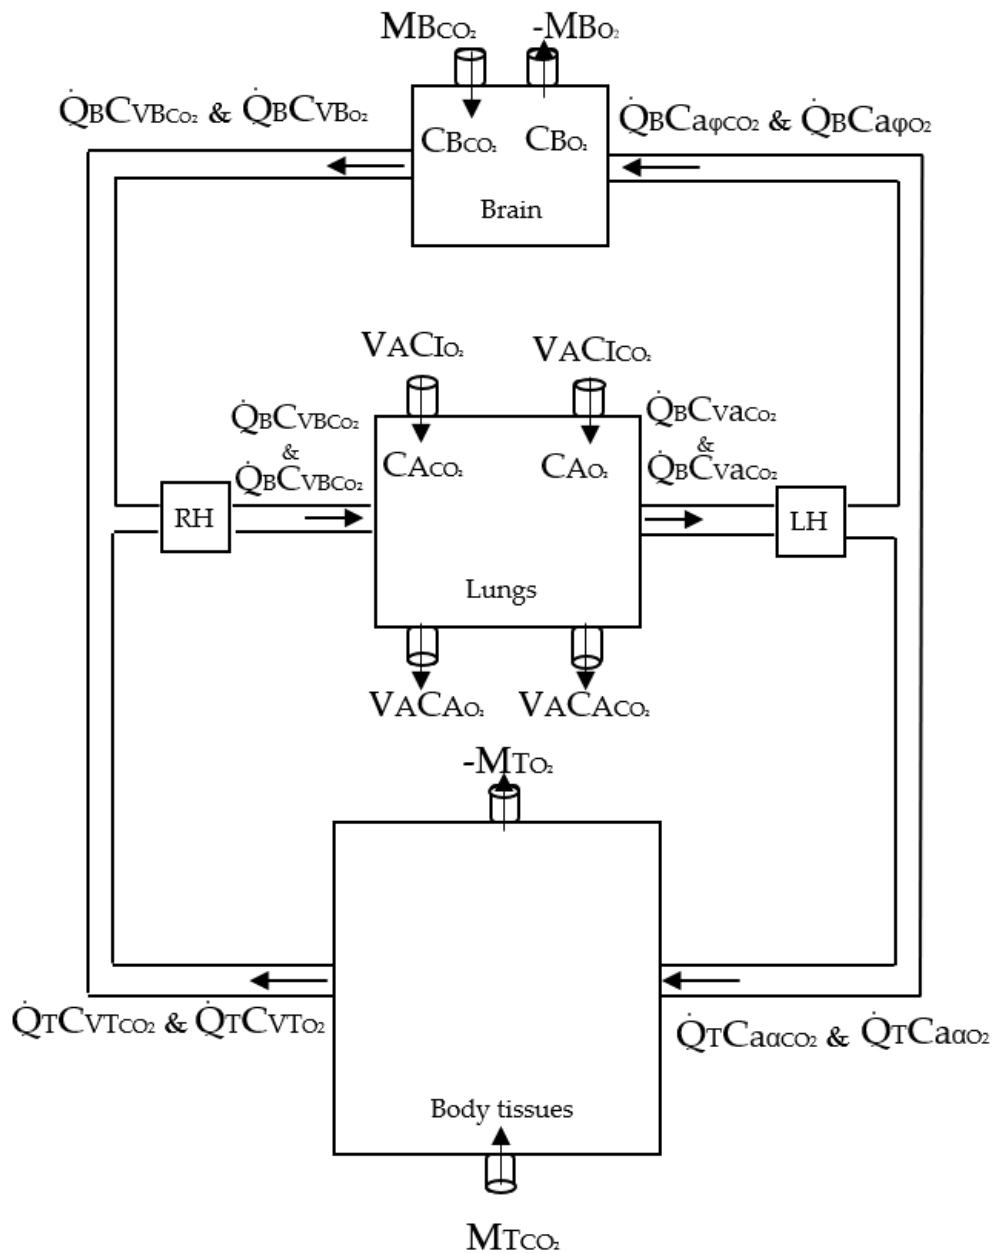 MBCO₂ -MBO₂
Q̇BCVBCO₂ & Q̇BCVBO₂
Q̇BCaφCO₂ & Q̇BCaφO₂
CBCO₂ CBO₂
Brain
VACIO₂ VACICO₂
Q̇BCVBCO₂
&
Q̇BCVBCO₂
Q̇BCVaCO₂
&
Q̇BCVaCO₂
CACO₂ CAO₂
RH
LH
Lungs
VACAO₂ VACACO₂
-MTO₂
Q̇TCVTCO₂ & Q̇TCVTO₂
Q̇TCaαCO₂ & Q̇TCaαO₂
Body tissues
MTCO₂